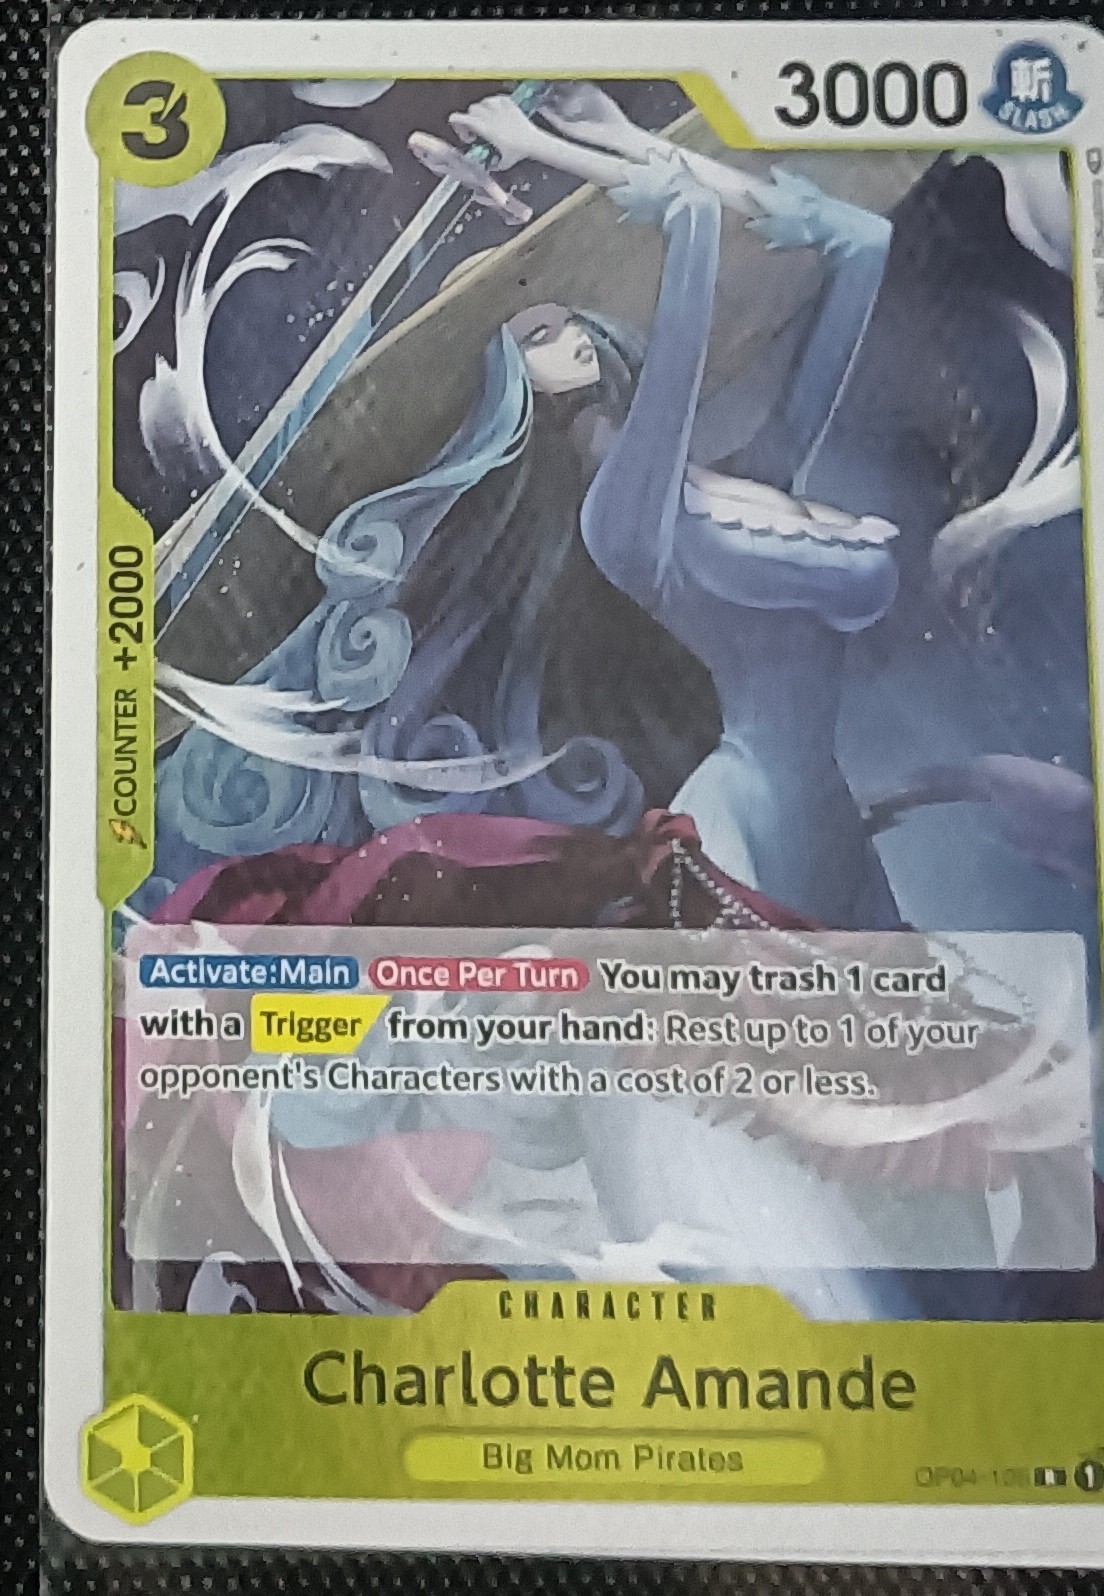 3
3000
斬
SLASH
COUNTER +2000
Activate:Main Once Per Turn You may trash 1 card
with a Trigger from your hand: Rest up to 1 of your
opponent's Characters with a cost of 2 or less.
CHARACTER
Charlotte Amande
Big Mom Pirates
1